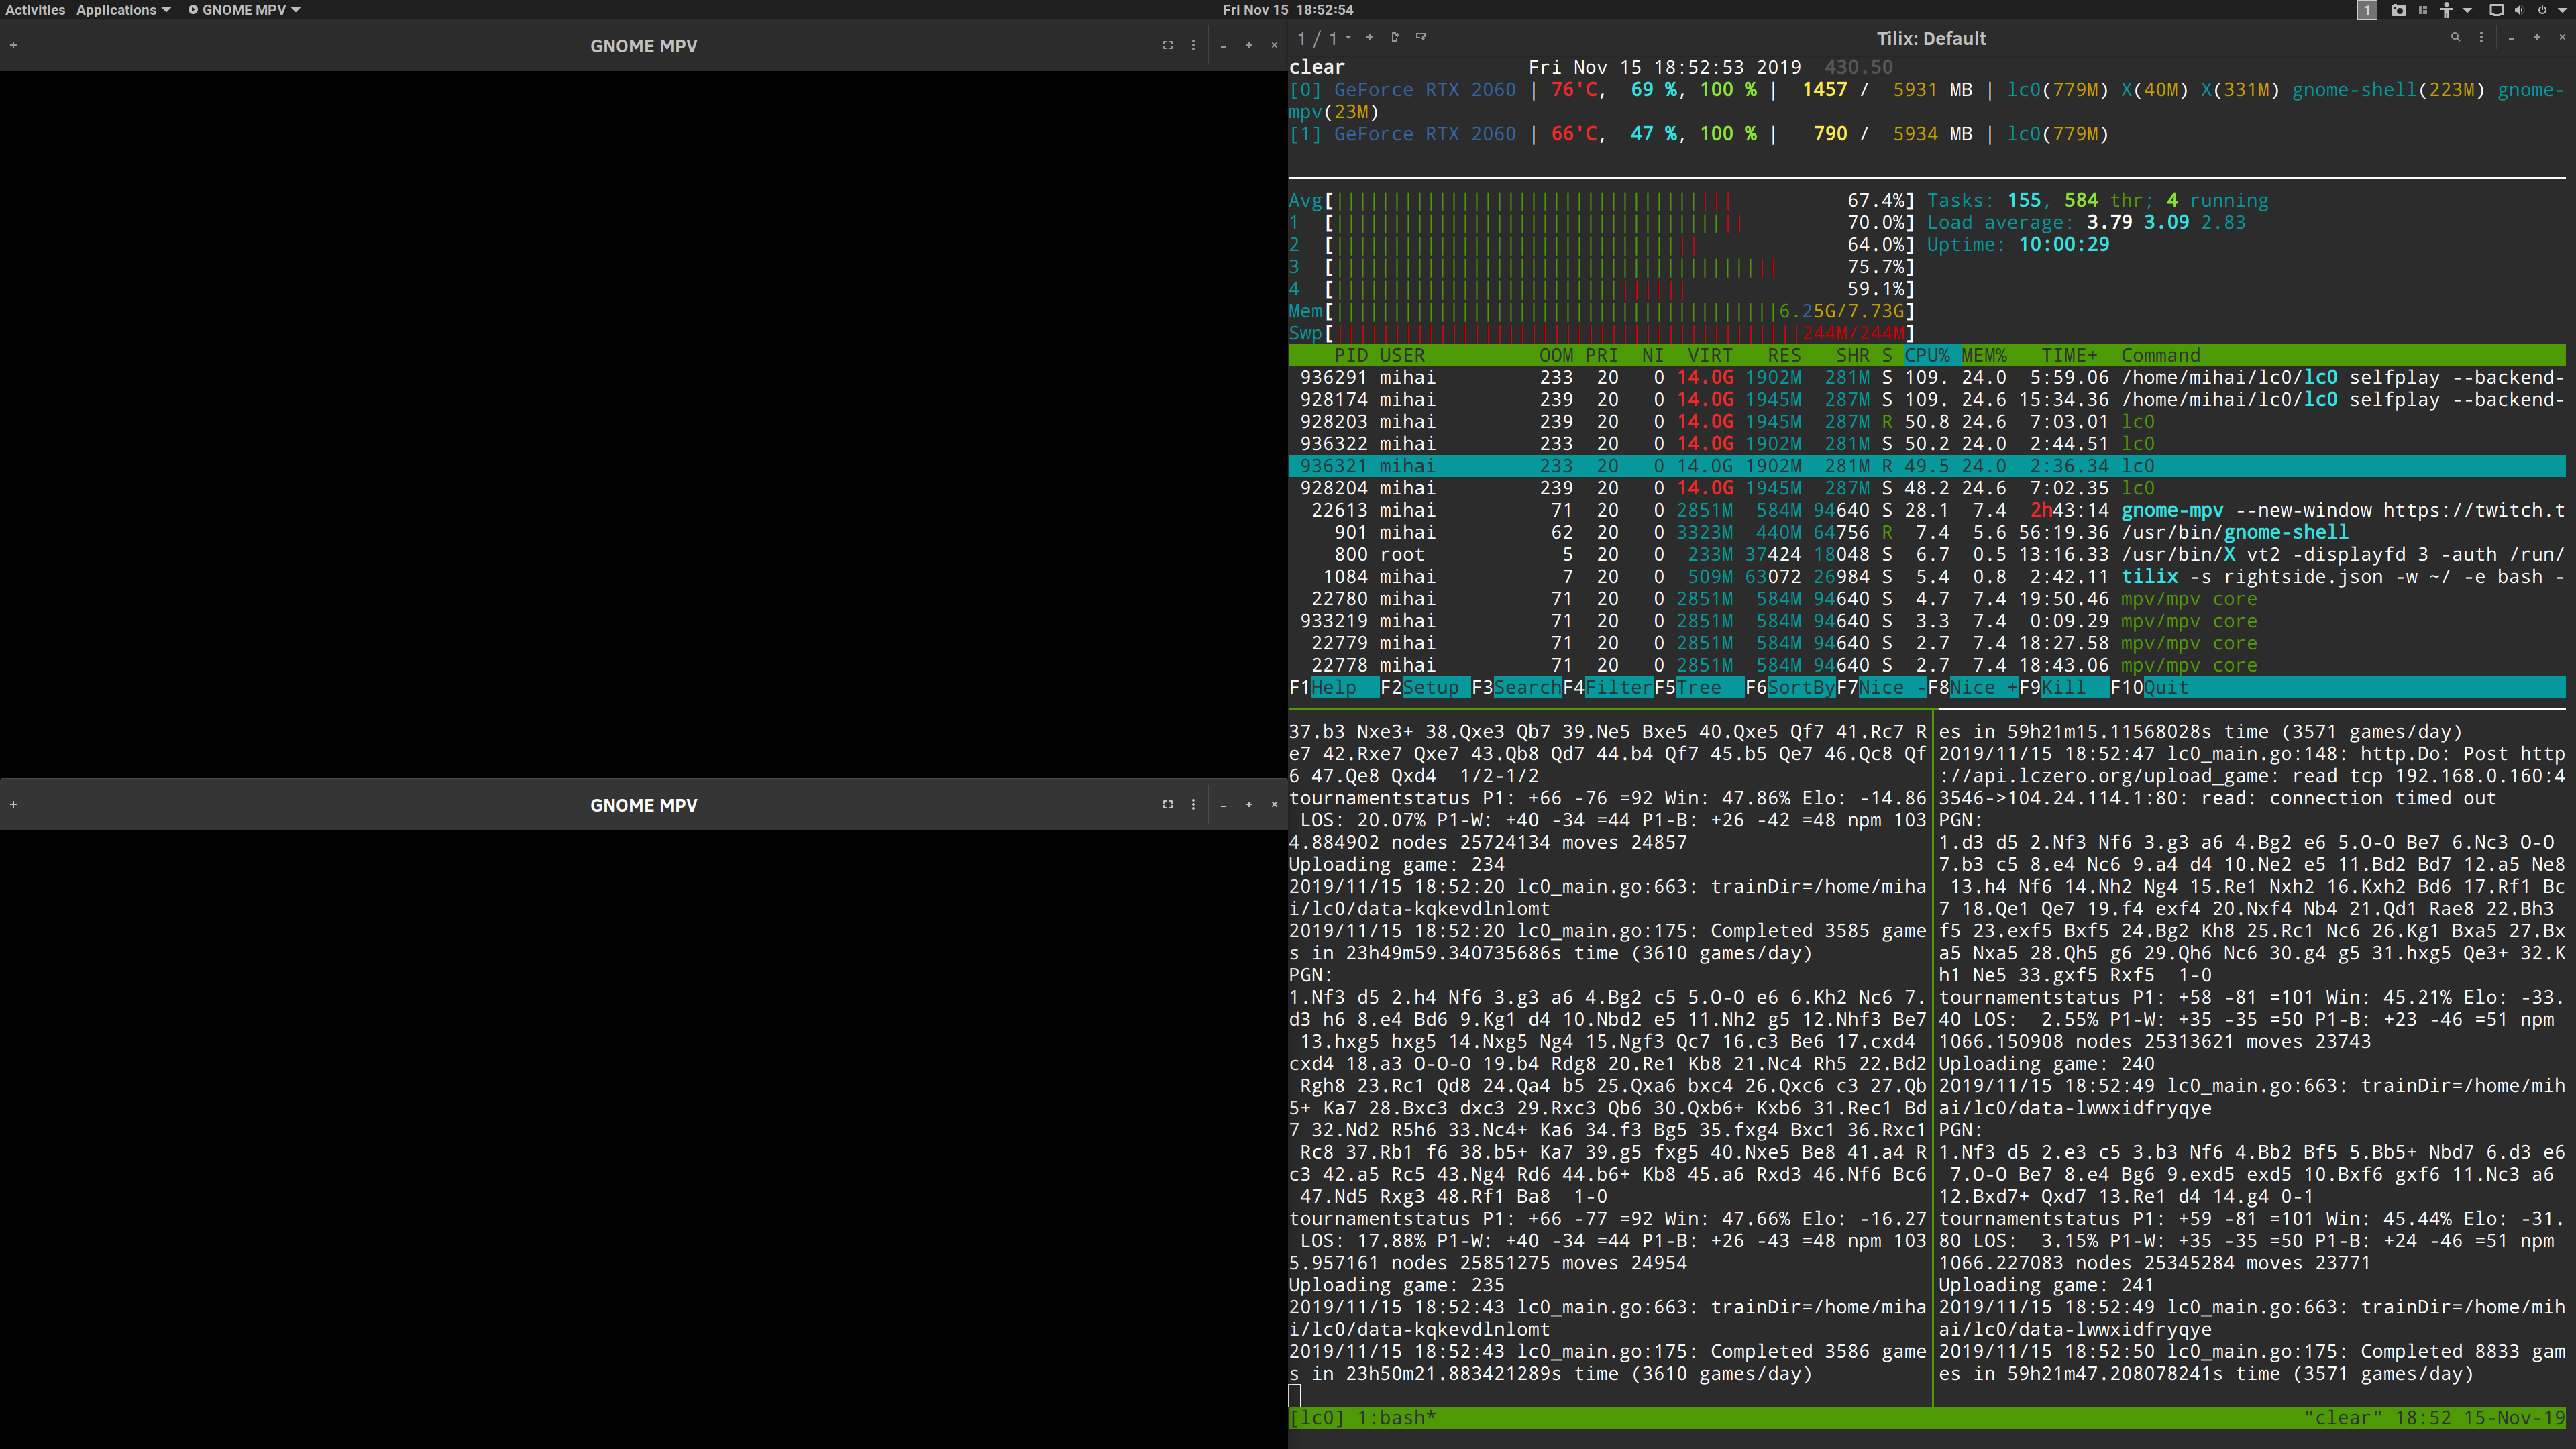 Activities Applications GNOME MPV Fri Nov 15 18:52:54 1
GNOME MPV
GNOME MPV
1 / 1 Tilix: Default
clear Fri Nov 15 18:52:53 2019 430.50
[0] GeForce RTX 2060 | 76'C, 69 %, 100 % | 1457 / 5931 MB | lc0(779M) X(40M) X(331M) gnome-shell(223M) gnome-
mpv(23M)
[1] GeForce RTX 2060 | 66'C, 47 %, 100 % | 790 / 5934 MB | lc0(779M)
Avg[ 67.4%] Tasks: 155, 584 thr; 4 running
1 [ 70.0%] Load average: 3.79 3.09 2.83
2 [ 64.0%] Uptime: 10:00:29
3 [ 75.7%]
4 [ 59.1%]
Mem[ 6.25G/7.73G]
Swp[ 244M/244M]
PID USER OOM PRI NI VIRT RES SHR S CPU% MEM% TIME+ Command
936291 mihai 233 20 0 14.0G 1902M 281M S 109. 24.0 5:59.06 /home/mihai/lc0/lc0 selfplay --backend-
928174 mihai 239 20 0 14.0G 1945M 287M S 109. 24.6 15:34.36 /home/mihai/lc0/lc0 selfplay --backend-
928203 mihai 239 20 0 14.0G 1945M 287M R 50.8 24.6 7:03.01 lc0
936322 mihai 233 20 0 14.0G 1902M 281M S 50.2 24.0 2:44.51 lc0
936321 mihai 233 20 0 14.0G 1902M 281M R 49.5 24.0 2:36.34 lc0
928204 mihai 239 20 0 14.0G 1945M 287M S 48.2 24.6 7:02.35 lc0
22613 mihai 71 20 0 2851M 584M 94640 S 28.1 7.4 2h43:14 gnome-mpv --new-window https://twitch.t
901 mihai 62 20 0 3323M 440M 64756 R 7.4 5.6 56:19.36 /usr/bin/gnome-shell
800 root 5 20 0 233M 37424 18048 S 6.7 0.5 13:16.33 /usr/bin/X vt2 -displayfd 3 -auth /run/
1084 mihai 7 20 0 509M 63072 26984 S 5.4 0.8 2:42.11 tilix -s rightside.json -w ~/ -e bash -
22780 mihai 71 20 0 2851M 584M 94640 S 4.7 7.4 19:50.46 mpv/mpv core
933219 mihai 71 20 0 2851M 584M 94640 S 3.3 7.4 0:09.29 mpv/mpv core
22779 mihai 71 20 0 2851M 584M 94640 S 2.7 7.4 18:27.58 mpv/mpv core
22778 mihai 71 20 0 2851M 584M 94640 S 2.7 7.4 18:43.06 mpv/mpv core
F1Help F2Setup F3SearchF4FilterF5Tree F6SortByF7Nice -F8Nice +F9Kill F10Quit
37.b3 Nxe3+ 38.Qxe3 Qb7 39.Ne5 Bxe5 40.Qxe5 Qf7 41.Rc7 R
e7 42.Rxe7 Qxe7 43.Qb8 Qd7 44.b4 Qf7 45.b5 Qe7 46.Qc8 Qf
6 47.Qe8 Qxd4 1/2-1/2
tournamentstatus P1: +66 -76 =92 Win: 47.86% Elo: -14.86
LOS: 20.07% P1-W: +40 -34 =44 P1-B: +26 -42 =48 npm 103
4.884902 nodes 25724134 moves 24857
Uploading game: 234
2019/11/15 18:52:20 lc0_main.go:663: trainDir=/home/miha
i/lc0/data-kqkevdlnlomt
2019/11/15 18:52:20 lc0_main.go:175: Completed 3585 game
s in 23h49m59.340735686s time (3610 games/day)
PGN:
1.Nf3 d5 2.h4 Nf6 3.g3 a6 4.Bg2 c5 5.O-O e6 6.Kh2 Nc6 7.
d3 h6 8.e4 Bd6 9.Kg1 d4 10.Nbd2 e5 11.Nh2 g5 12.Nhf3 Be7
13.hxg5 hxg5 14.Nxg5 Ng4 15.Ngf3 Qc7 16.c3 Be6 17.cxd4
cxd4 18.a3 O-O-O 19.b4 Rdg8 20.Re1 Kb8 21.Nc4 Rh5 22.Bd2
Rgh8 23.Rc1 Qd8 24.Qa4 b5 25.Qxa6 bxc4 26.Qxc6 c3 27.Qb
5+ Ka7 28.Bxc3 dxc3 29.Rxc3 Qb6 30.Qxb6+ Kxb6 31.Rec1 Bd
7 32.Nd2 R5h6 33.Nc4+ Ka6 34.f3 Bg5 35.fxg4 Bxc1 36.Rxc1
Rc8 37.Rb1 f6 38.b5+ Ka7 39.g5 fxg5 40.Nxe5 Be8 41.a4 R
c3 42.a5 Rc5 43.Ng4 Rd6 44.b6+ Kb8 45.a6 Rxd3 46.Nf6 Bc6
47.Nd5 Rxg3 48.Rf1 Ba8 1-0
tournamentstatus P1: +66 -77 =92 Win: 47.66% Elo: -16.27
LOS: 17.88% P1-W: +40 -34 =44 P1-B: +26 -43 =48 npm 103
5.957161 nodes 25851275 moves 24954
Uploading game: 235
2019/11/15 18:52:43 lc0_main.go:663: trainDir=/home/miha
i/lc0/data-kqkevdlnlomt
2019/11/15 18:52:43 lc0_main.go:175: Completed 3586 game
s in 23h50m21.883421289s time (3610 games/day)
es in 59h21m15.11568028s time (3571 games/day)
2019/11/15 18:52:47 lc0_main.go:148: http.Do: Post http
://api.lczero.org/upload_game: read tcp 192.168.0.160:4
3546->104.24.114.1:80: read: connection timed out
PGN:
1.d3 d5 2.Nf3 Nf6 3.g3 a6 4.Bg2 e6 5.O-O Be7 6.Nc3 O-O
7.b3 c5 8.e4 Nc6 9.a4 d4 10.Ne2 e5 11.Bd2 Bd7 12.a5 Ne8
13.h4 Nf6 14.Nh2 Ng4 15.Re1 Nxh2 16.Kxh2 Bd6 17.Rf1 Bc
7 18.Qe1 Qe7 19.f4 exf4 20.Nxf4 Nb4 21.Qd1 Rae8 22.Bh3
f5 23.exf5 Bxf5 24.Bg2 Kh8 25.Rc1 Nc6 26.Kg1 Bxa5 27.Bx
a5 Nxa5 28.Qh5 g6 29.Qh6 Nc6 30.g4 g5 31.hxg5 Qe3+ 32.K
h1 Ne5 33.gxf5 Rxf5 1-0
tournamentstatus P1: +58 -81 =101 Win: 45.21% Elo: -33.
40 LOS: 2.55% P1-W: +35 -35 =50 P1-B: +23 -46 =51 npm
1066.150908 nodes 25313621 moves 23743
Uploading game: 240
2019/11/15 18:52:49 lc0_main.go:663: trainDir=/home/mih
ai/lc0/data-lwwxidfryqye
PGN:
1.Nf3 d5 2.e3 c5 3.b3 Nf6 4.Bb2 Bf5 5.Bb5+ Nbd7 6.d3 e6
7.O-O Be7 8.e4 Bg6 9.exd5 exd5 10.Bxf6 gxf6 11.Nc3 a6
12.Bxd7+ Qxd7 13.Re1 d4 14.g4 0-1
tournamentstatus P1: +59 -81 =101 Win: 45.44% Elo: -31.
80 LOS: 3.15% P1-W: +35 -35 =50 P1-B: +24 -46 =51 npm
1066.227083 nodes 25345284 moves 23771
Uploading game: 241
2019/11/15 18:52:49 lc0_main.go:663: trainDir=/home/mih
ai/lc0/data-lwwxidfryqye
2019/11/15 18:52:50 lc0_main.go:175: Completed 8833 gam
es in 59h21m47.208078241s time (3571 games/day)
[lc0] 1:bash* "clear" 18:52 15-Nov-19